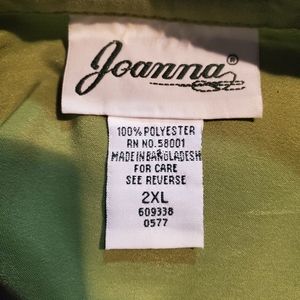 Joanna®
100% POLYESTER
RN NO. 58001
MADE IN BANGLADESH
FOR CARE
SEE REVERSE
2XL
609338
0577